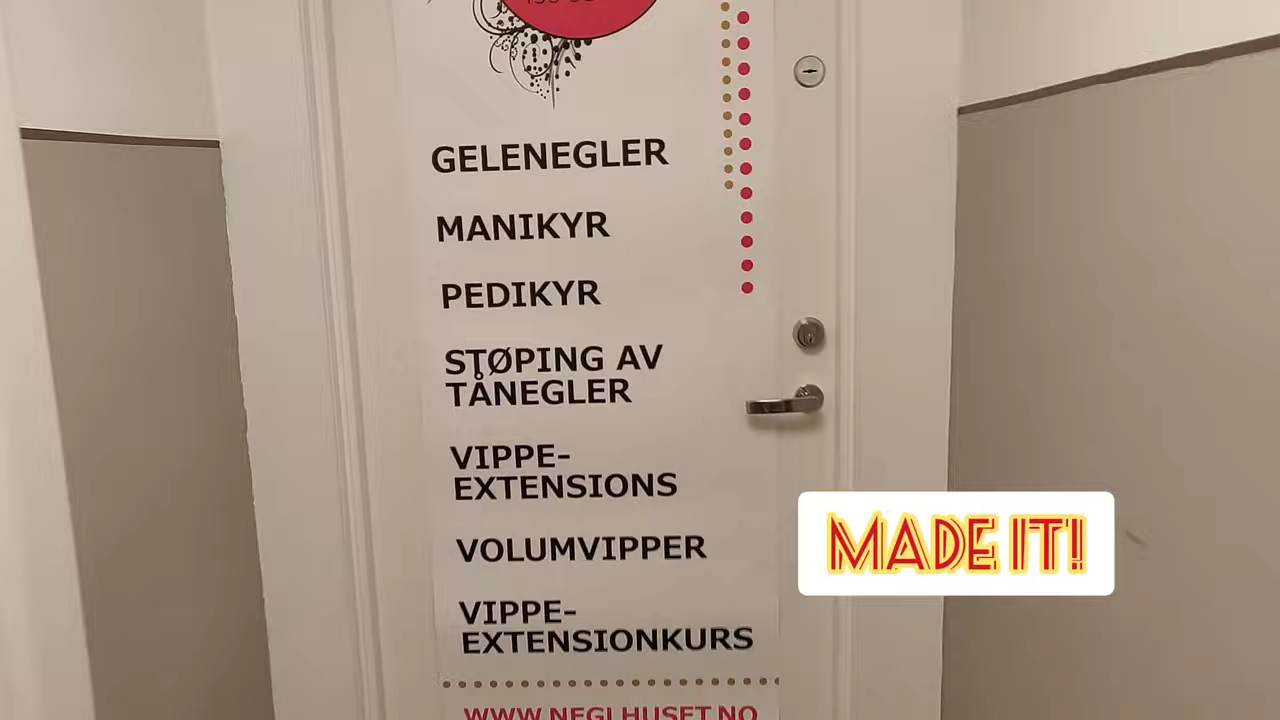 GELENEGLER
MANIKYR
PEDIKYR
STØPING AV
TÅNEGLER
VIPPE-
EXTENSIONS
VOLUMVIPPER
VIPPE-
EXTENSIONKURS
MADE IT!
WWW.NEGLHUSET.NO